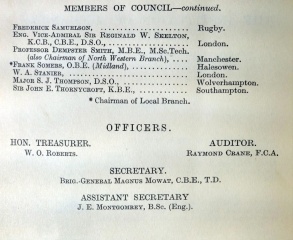 MEMBERS OF COUNCIL—continued.
FREDERICK SAMUELSON, Rugby.
ENG. VICE-ADMIRAL SIR REGINALD W. SKELTON,
K.C.B., C.B.E., D.S.O., London.
PROFESSOR DEMPSTER SMITH, M.B.E., M.Sc.Tech.
(also Chairman of North Western Branch), Manchester.
*FRANK SOMERS, O.B.E. (Midland). Halesowen.
W. A. STANIER, London.
MAJOR S. J. THOMPSON, D.S.O. Wolverhampton.
SIR JOHN E. THORNYCROFT, K.B.E., Southampton.
*Chairman of Local Branch.
OFFICERS.
HON. TREASURER. AUDITOR.
W. O. ROBERTS. RAYMOND CRANE, F.C.A.
SECRETARY.
BRIG.-GENERAL MAGNUS MOWAT, C.B.E., T.D.
ASSISTANT SECRETARY
J. E. MONTGOMREY, B.Sc. (Eng.).